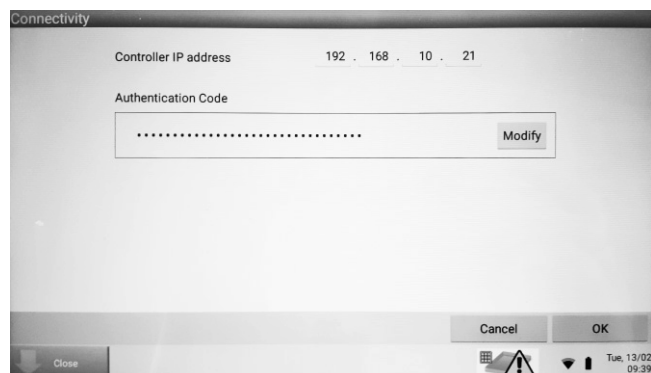 Connectivity
Controller IP address 192 . 168 . 10 . 21
Authentication Code
•••••••••••••••••••••••••••••••• Modify
Cancel OK
Close Tue, 13/02
09:39